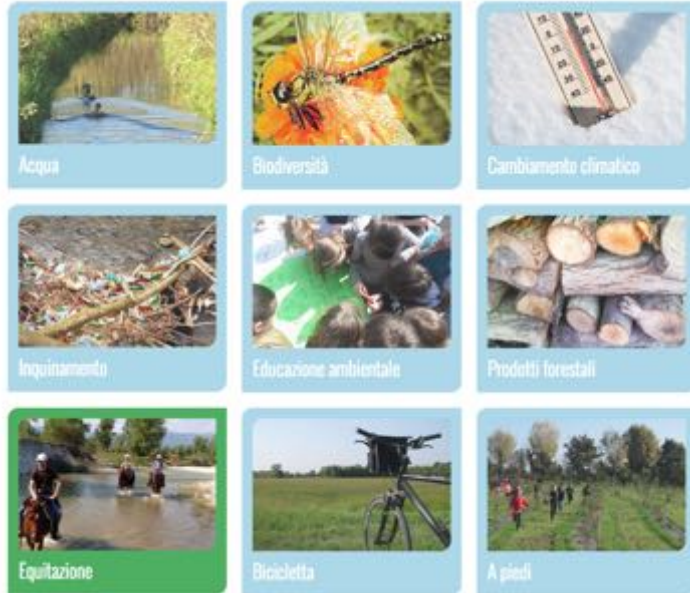 Acqua
Biodiversità
Cambiamento climatico
Inquinamento
Educazione ambientale
Prodotti forestali
Equitazione
Bicicletta
A piedi